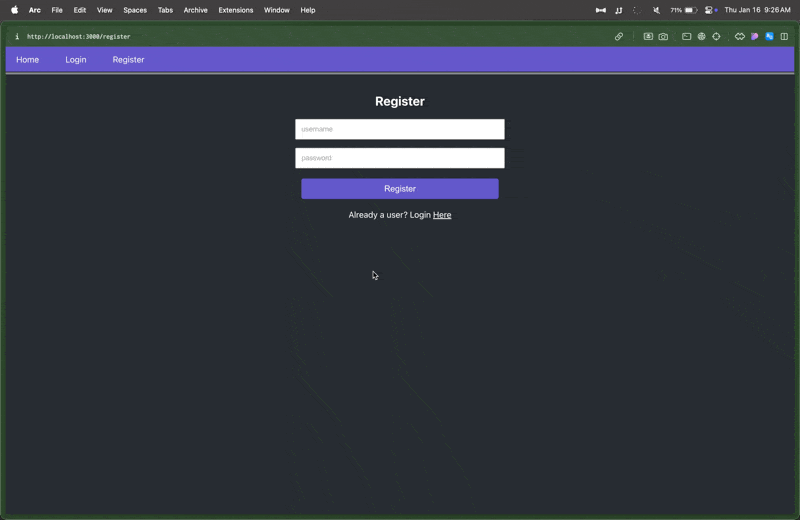 Arc File Edit View Spaces Tabs Archive Extensions Window Help 71% Thu Jan 16 9:26 AM
http://localhost:3000/register
Home Login Register
Register
username
password
Register
Already a user? Login Here